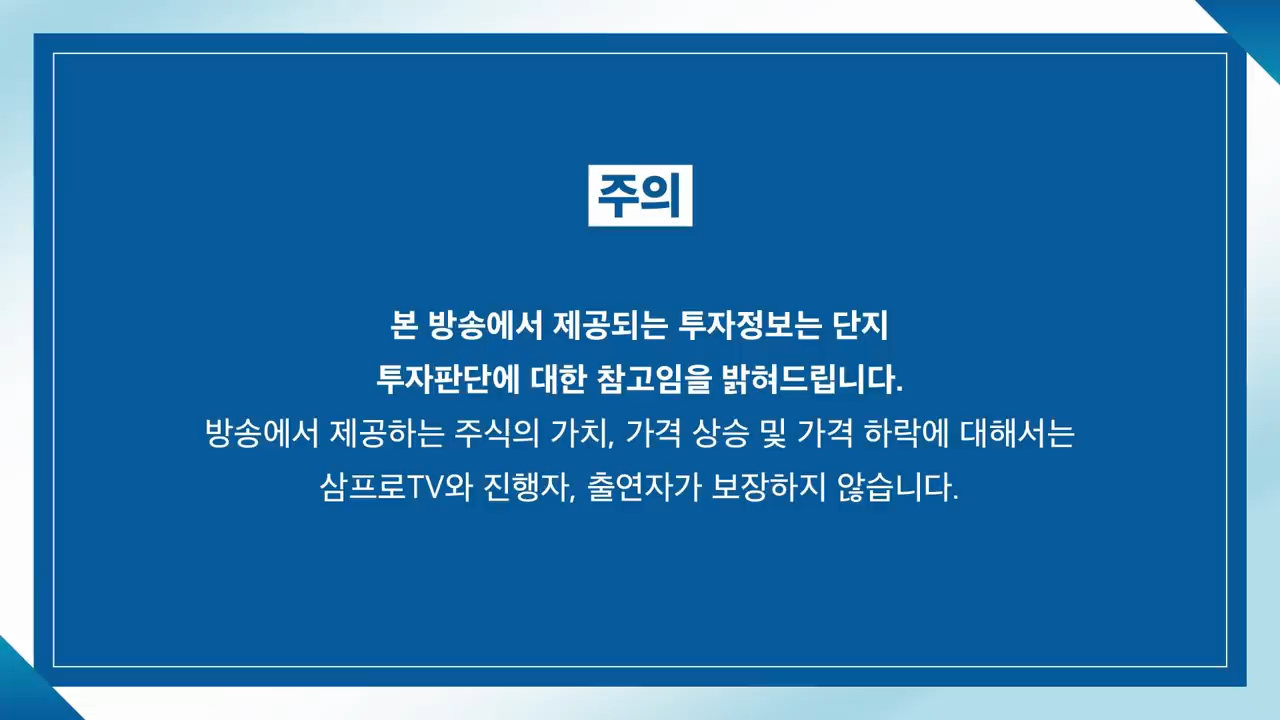 주의
본 방송에서 제공되는 투자정보는 단지
투자판단에 대한 참고임을 밝혀드립니다.
방송에서 제공하는 주식의 가치, 가격 상승 및 가격 하락에 대해서는
삼프로TV와 진행자, 출연자가 보장하지 않습니다.